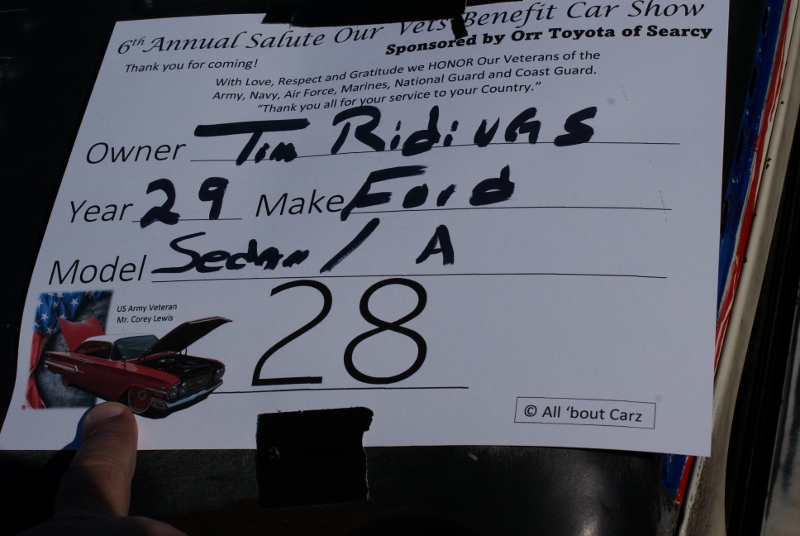 6th Annual Salute Our Vets Benefit Car Show
Sponsored by Orr Toyota of Searcy
Thank you for coming!
With Love, Respect and Gratitude we HONOR Our Veterans of the
Army, Navy, Air Force, Marines, National Guard and Coast Guard.
"Thank you all for your service to your Country."
Owner Tim
Year 29 Make Ford
Model Sedan / A
US Army Veteran
Mr. Corey Lewis
28
© All 'bout Carz